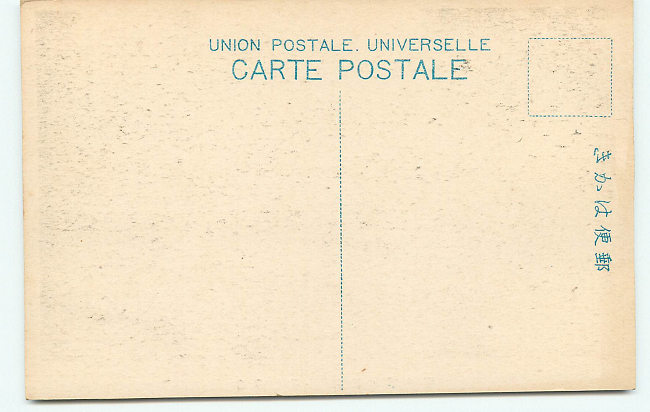 UNION POSTALE. UNIVERSELLE
CARTE POSTALE
郵便はかき